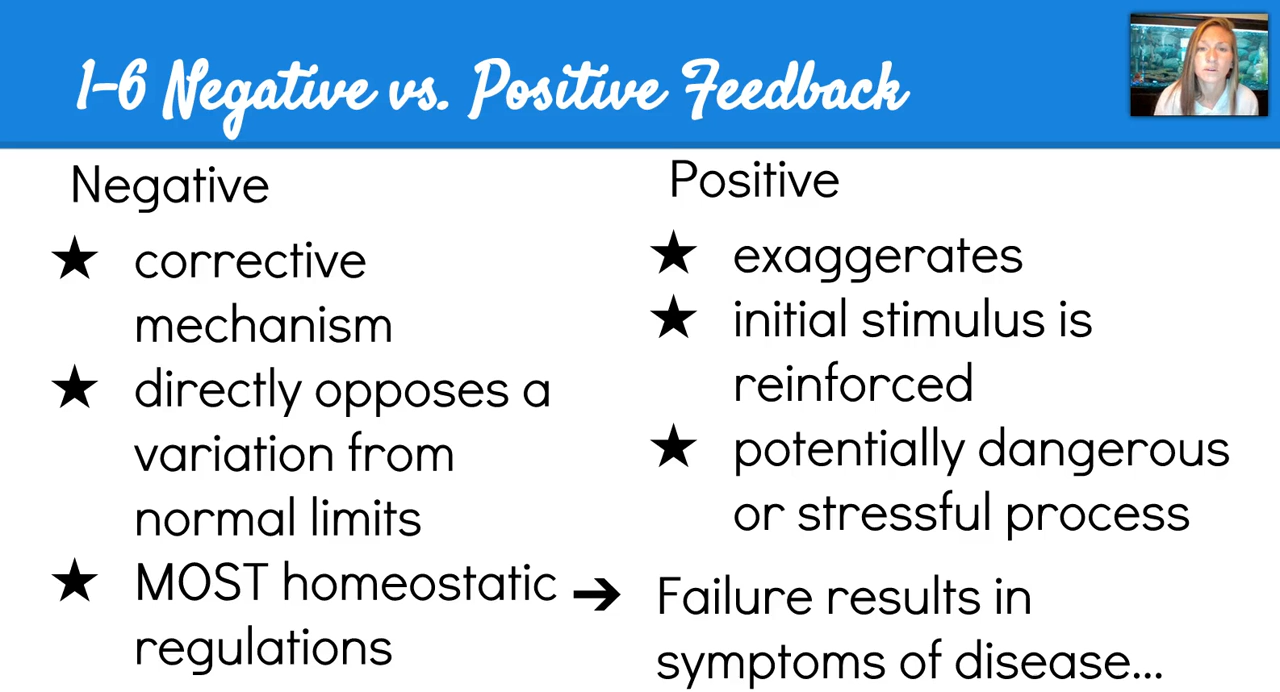 1-6 Negative vs. Positive Feedback
Negative
★ corrective
mechanism
★ directly opposes a
variation from
normal limits
★ MOST homeostatic
regulations
Positive
★ exaggerates
★ initial stimulus is
reinforced
★ potentially dangerous
or stressful process
→ Failure results in
symptoms of disease...